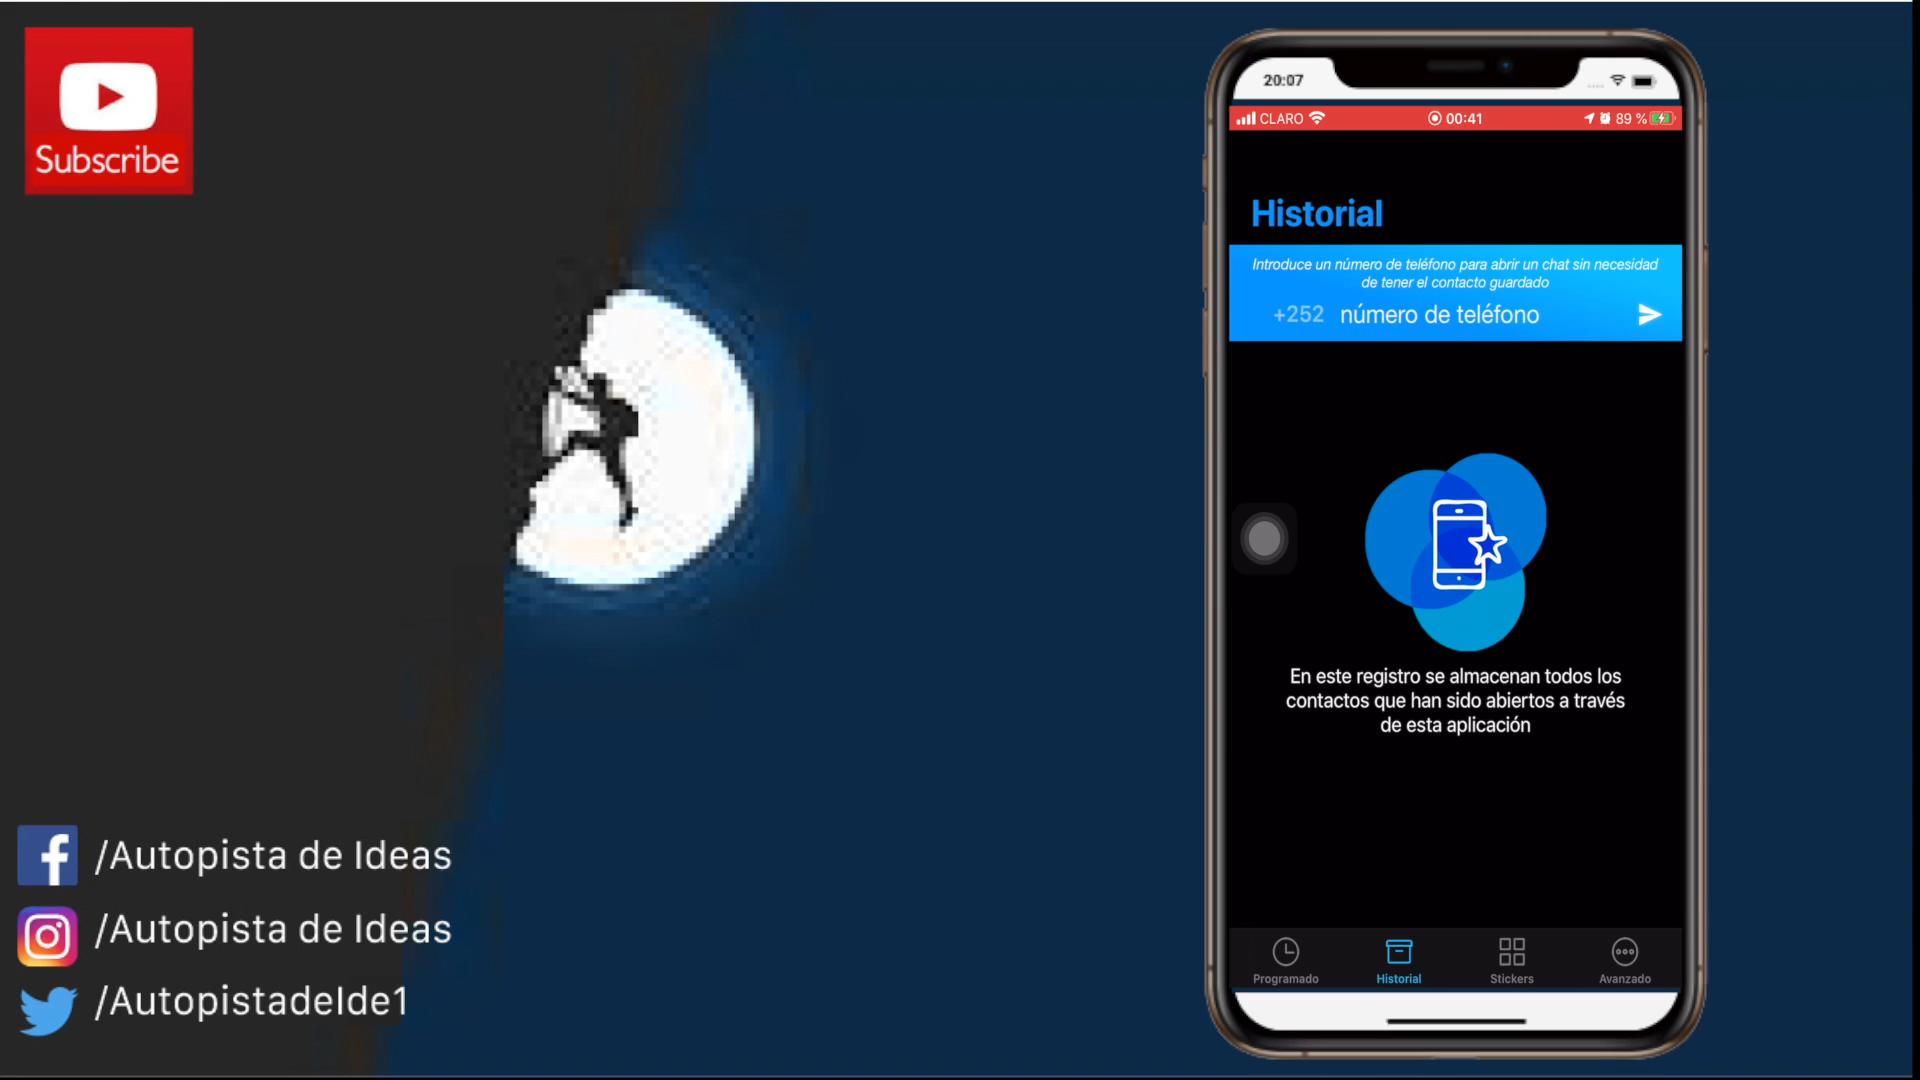 Subscribe
/Autopista de Ideas
/Autopista de Ideas
/AutopistadeIde1
20:07
CLARO 00:41 89 %
Historial
Introduce un número de teléfono para abrir un chat sin necesidad
de tener el contacto guardado
+252 número de teléfono
En este registro se almacenan todos los
contactos que han sido abiertos a través
de esta aplicación
Programado Historial Stickers Avanzado